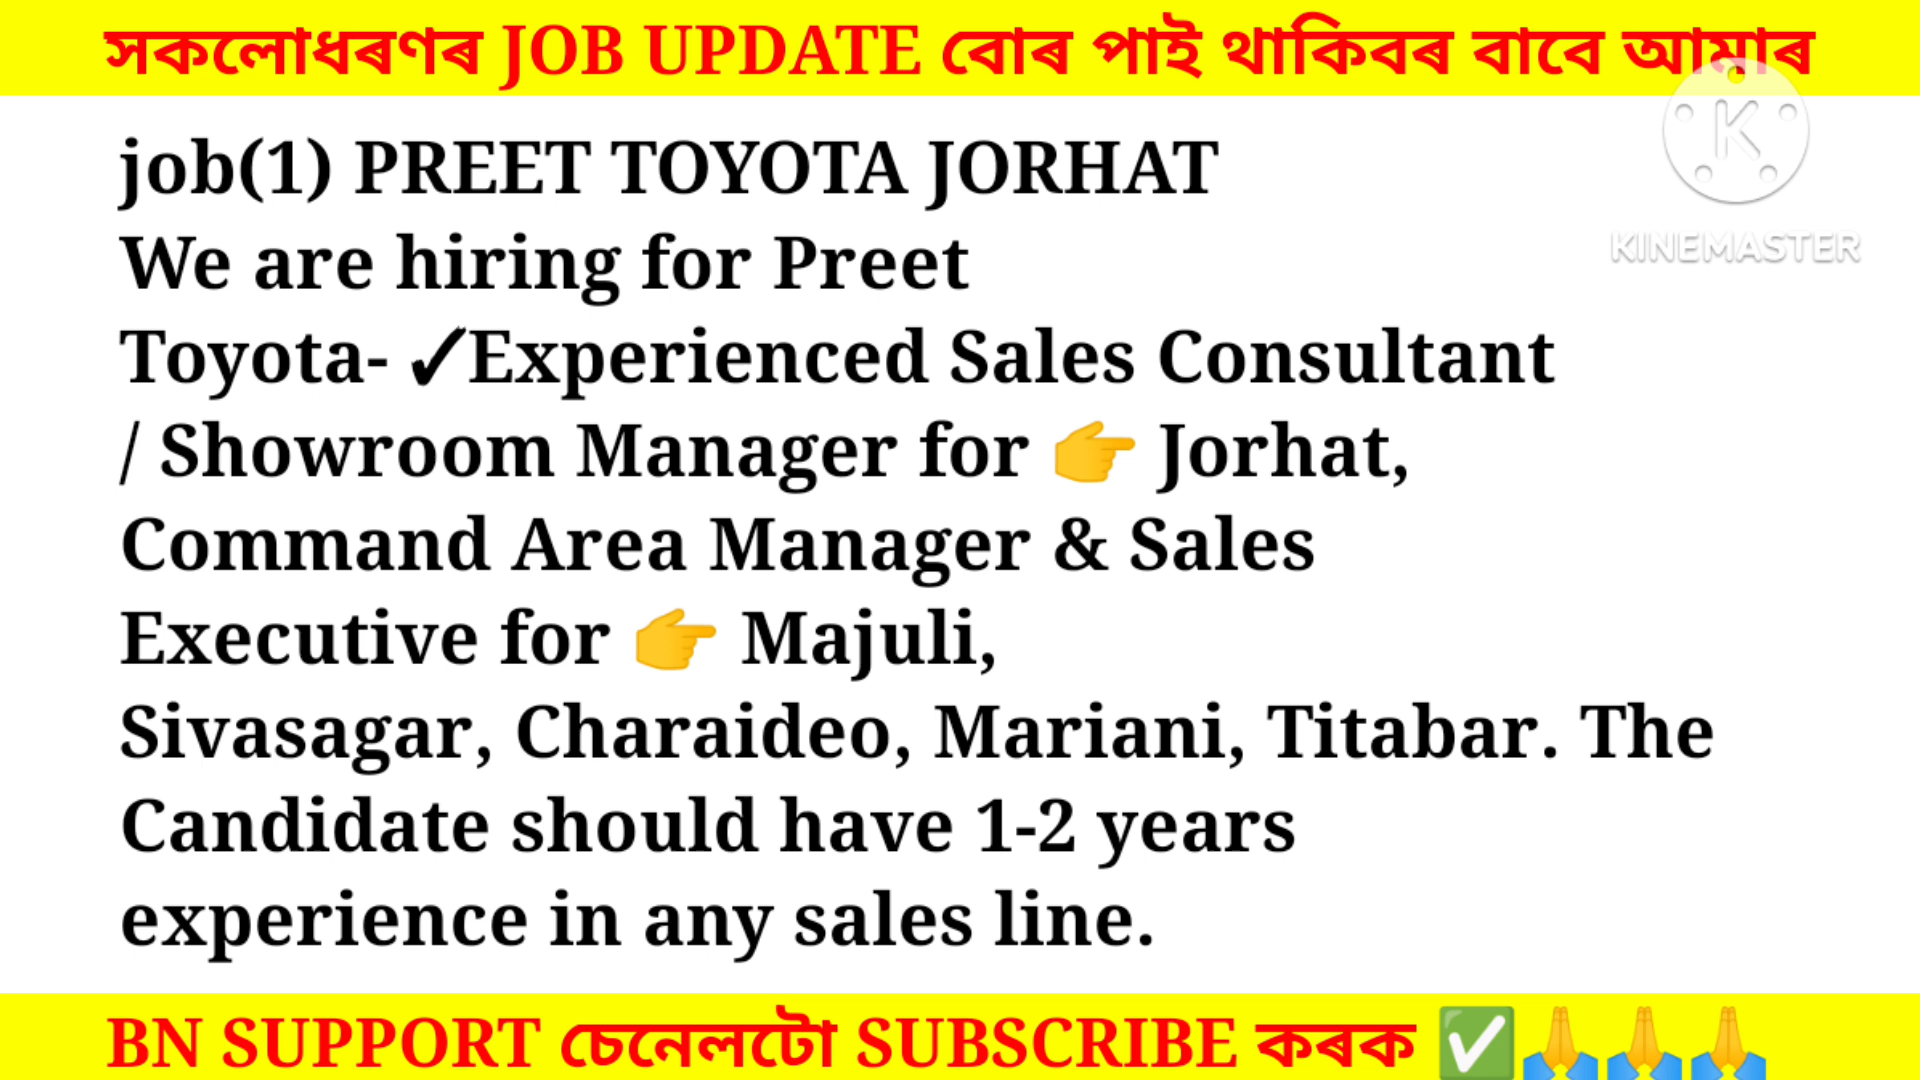 সকলোধৰণৰ JOB UPDATE বোৰ পাই থাকিবৰ বাবে আমাৰ
job(1) PREET TOYOTA JORHAT
We are hiring for Preet
Toyota- ✓Experienced Sales Consultant
/ Showroom Manager for 👉 Jorhat,
Command Area Manager & Sales
Executive for 👉 Majuli,
Sivasagar, Charaideo, Mariani, Titabar. The
Candidate should have 1-2 years
experience in any sales line.
K
KINEMASTER
BN SUPPORT চেনেলটো SUBSCRIBE কৰক ✅🙏🙏🙏